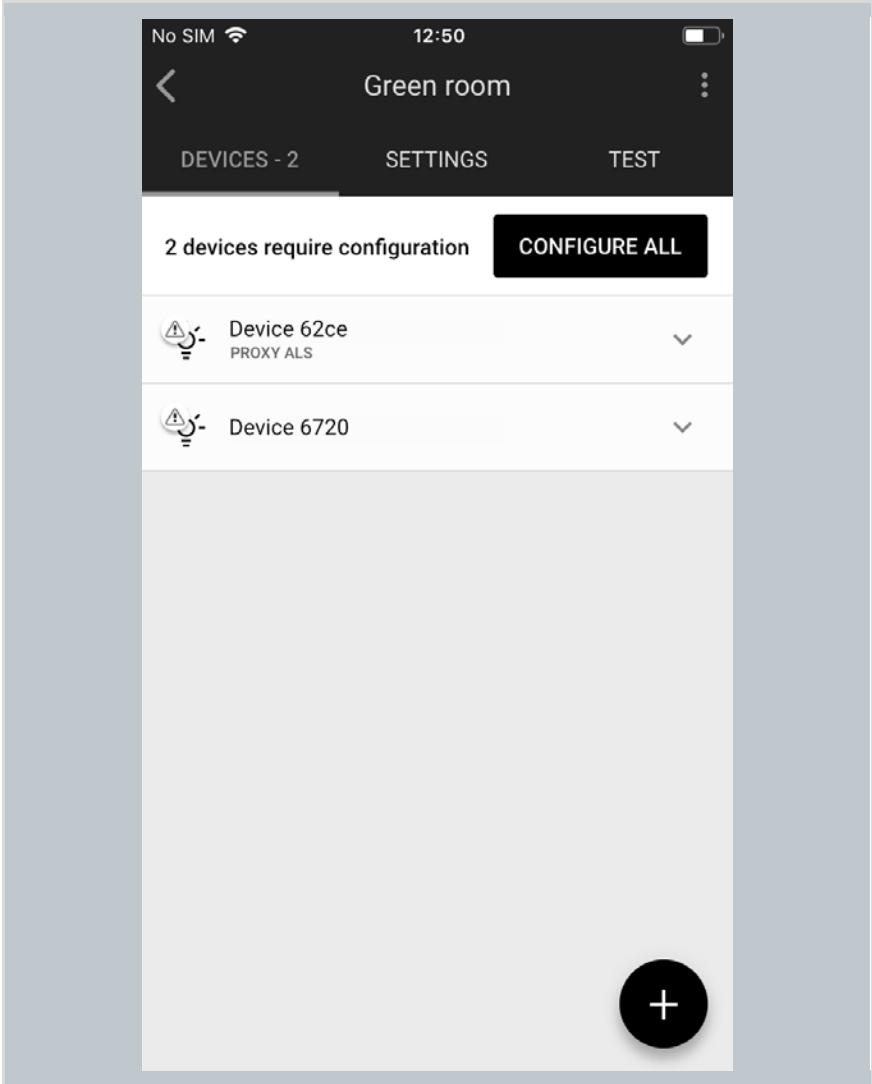 No SIM 12:50
Green room
DEVICES - 2 SETTINGS TEST
2 devices require configuration CONFIGURE ALL
Device 62ce
PROXY ALS
Device 6720